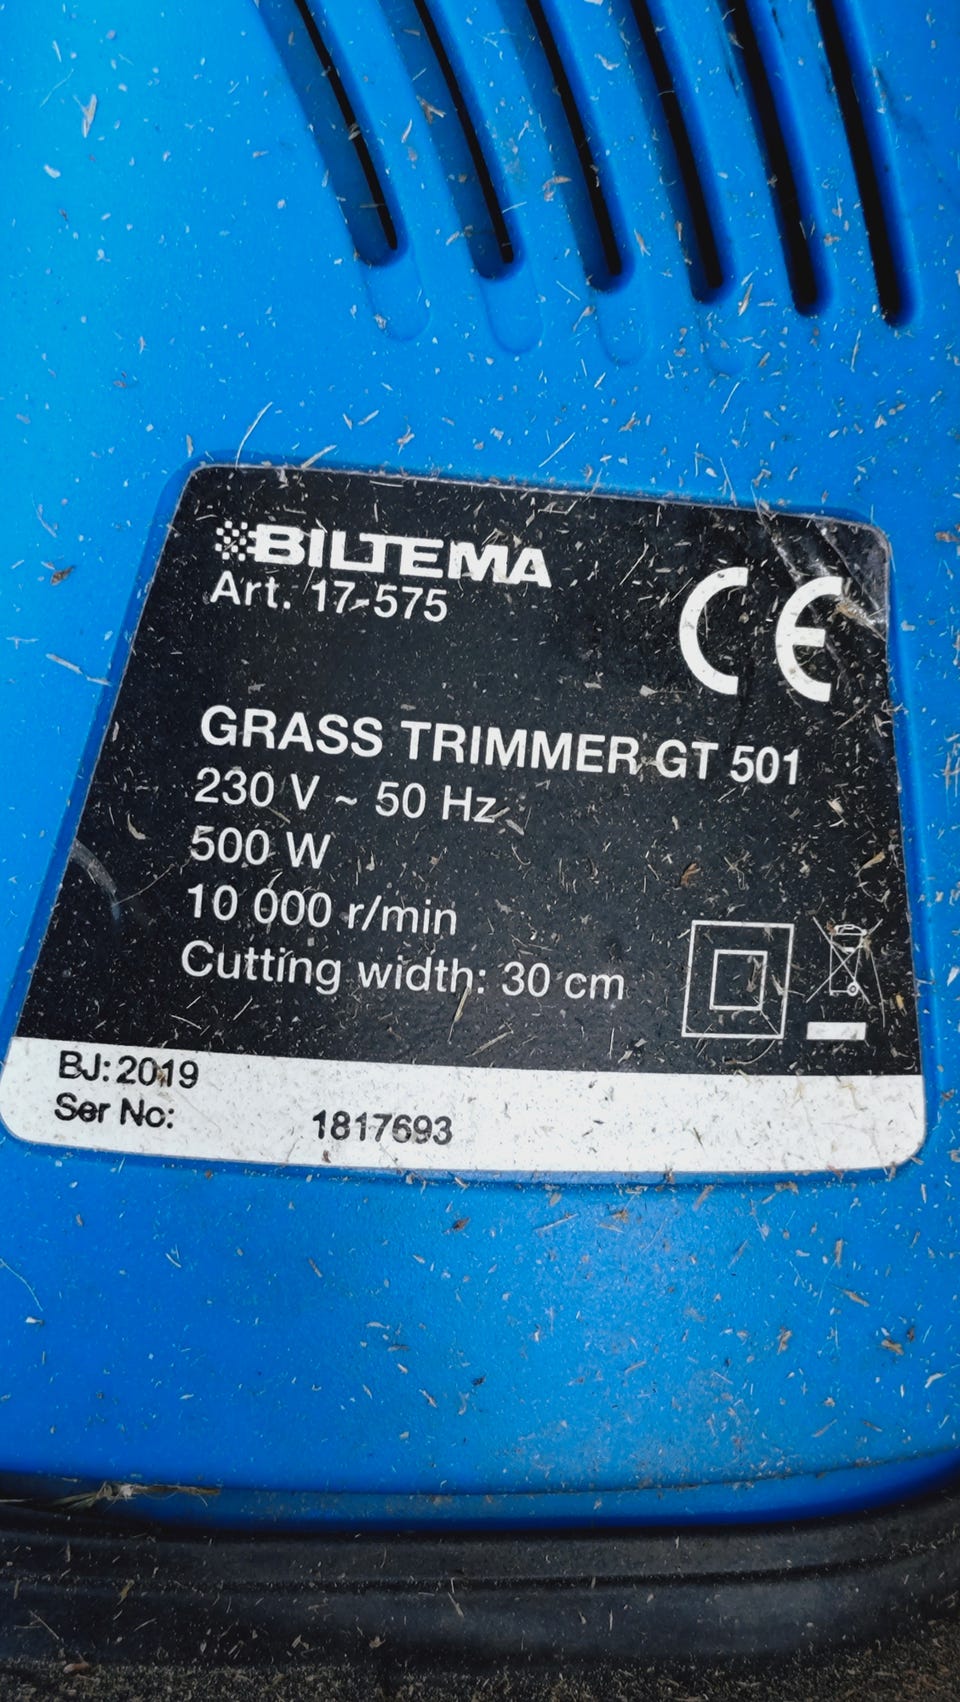 BILTEMA
Art. 17-575
CE
GRASS TRIMMER GT 501
230 V ~ 50 Hz
500 W
10 000 r/min
Cutting width: 30 cm
BJ: 2019
Ser No: 1817693